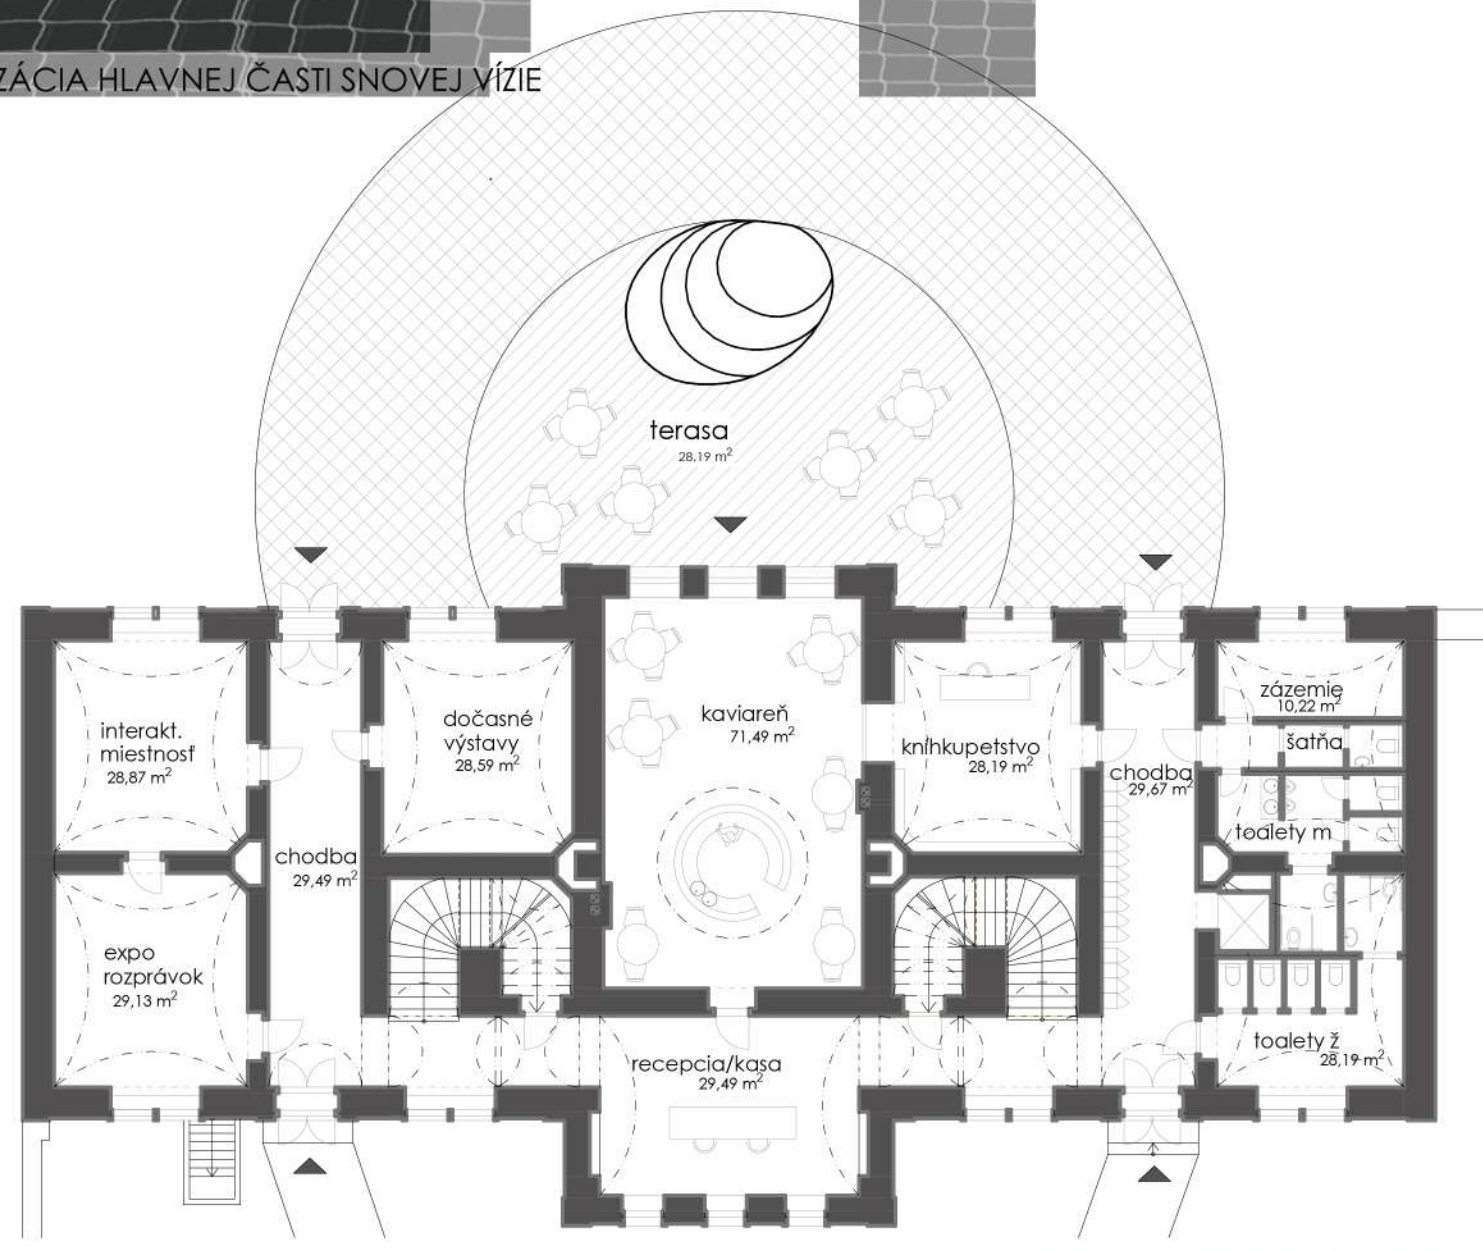 ZÁCIA HLAVNEJ ČASTI SNOVEJ VÍZIE
terasa
28,19 m²
interakt.
miestnosť
28,87 m²
dočasné
výstavy
28,59 m²
kaviareň
71,49 m²
kníhkupetstvo
28,19 m²
chodba
29,67 m²
zázemie
10,22 m²
šatňa
toalety m
chodba
29,49 m²
expo
rozprávok
29,13 m²
recepcia/kasa
29,49 m²
toalety ž
28,19 m²